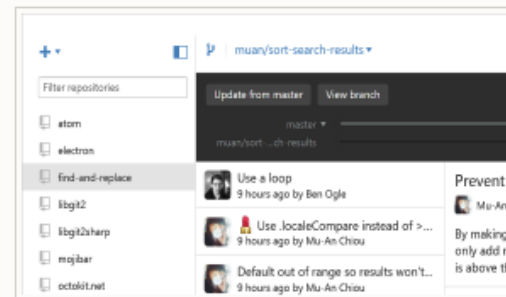 muan/sort-search-results
Filter repositories
Update from master
View branch
atom
master
electron
muan/sort-...ch-results
find-and-replace
Use a loop
9 hours ago by Ben Ogle
Prevent
Mu-An
libgit2
Use .localeCompare instead of >...
9 hours ago by Mu-An Chiou
libgit2sharp
By making
only add
is above th
mojibar
Default out of range so results won't...
9 hours ago by Mu-An Chiou
octokit.net